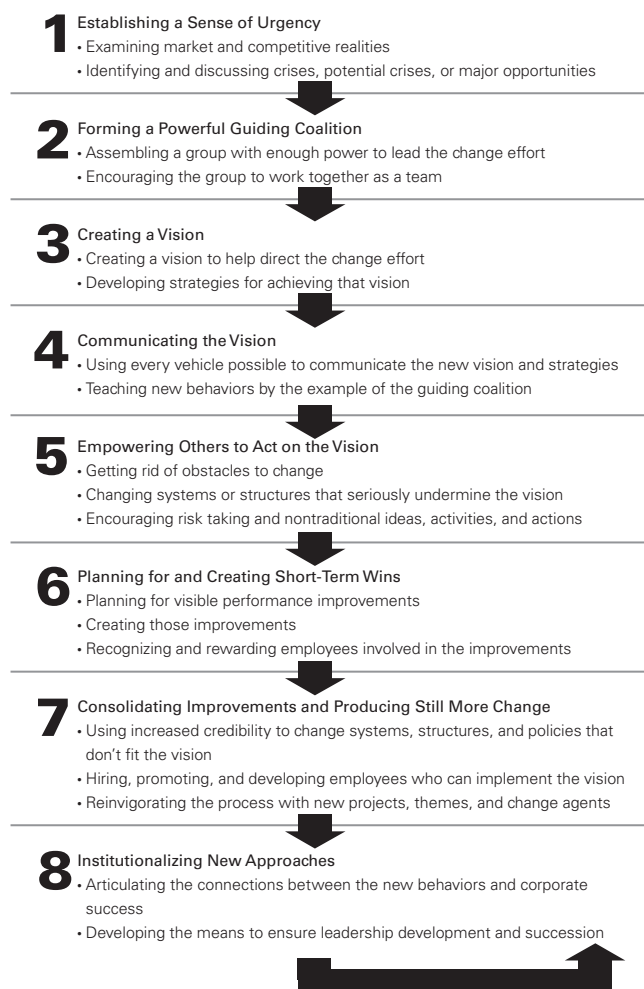 1 Establishing a Sense of Urgency
• Examining market and competitive realities
• Identifying and discussing crises, potential crises, or major opportunities
2 Forming a Powerful Guiding Coalition
• Assembling a group with enough power to lead the change effort
• Encouraging the group to work together as a team
3 Creating a Vision
• Creating a vision to help direct the change effort
• Developing strategies for achieving that vision
4 Communicating the Vision
• Using every vehicle possible to communicate the new vision and strategies
• Teaching new behaviors by the example of the guiding coalition
5 Empowering Others to Act on the Vision
• Getting rid of obstacles to change
• Changing systems or structures that seriously undermine the vision
• Encouraging risk taking and nontraditional ideas, activities, and actions
6 Planning for and Creating Short-Term Wins
• Planning for visible performance improvements
• Creating those improvements
• Recognizing and rewarding employees involved in the improvements
7 Consolidating Improvements and Producing Still More Change
• Using increased credibility to change systems, structures, and policies that
don't fit the vision
• Hiring, promoting, and developing employees who can implement the vision
• Reinvigorating the process with new projects, themes, and change agents
8 Institutionalizing New Approaches
• Articulating the connections between the new behaviors and corporate
success
• Developing the means to ensure leadership development and succession